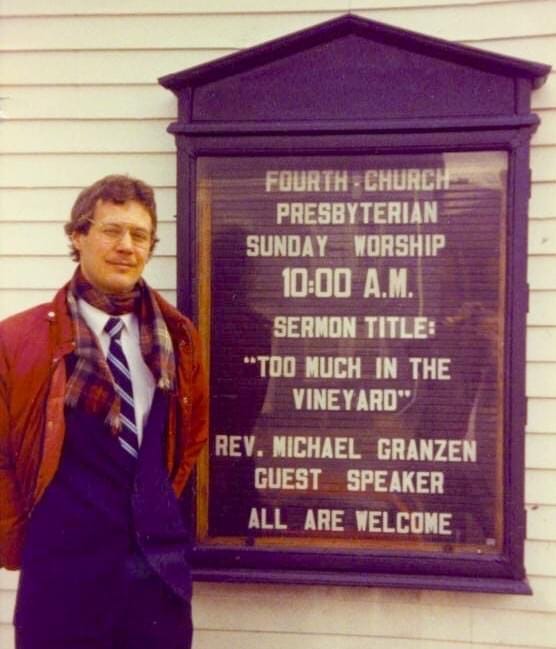 FOURTH - CHURCH
PRESBYTERIAN
SUNDAY WORSHIP
10:00 A.M.
SERMON TITLE:
"TOO MUCH IN THE
VINEYARD"
REV. MICHAEL GRANZEN
GUEST SPEAKER
ALL ARE WELCOME